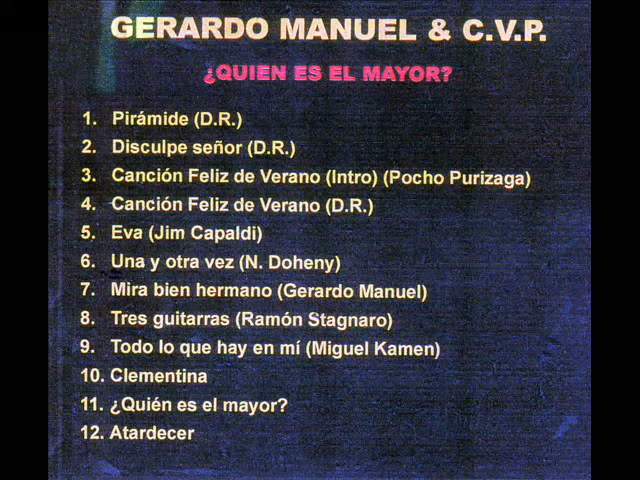 GERARDO MANUEL & C.V.P.
¿QUIEN ES EL MAYOR?
1. Pirámide (D.R.)
2. Disculpe señor (D.R.)
3. Canción Feliz de Verano (Intro) (Pocho Purizaga)
4. Canción Feliz de Verano (D.R.)
5. Eva (Jim Capaldi)
6. Una y otra vez (N. Doheny)
7. Mira bien hermano (Gerardo Manuel)
8. Tres guitarras (Ramón Stagnaro)
9. Todo lo que hay en mí (Miguel Kamen)
10. Clementina
11. ¿Quién es el mayor?
12. Atardecer